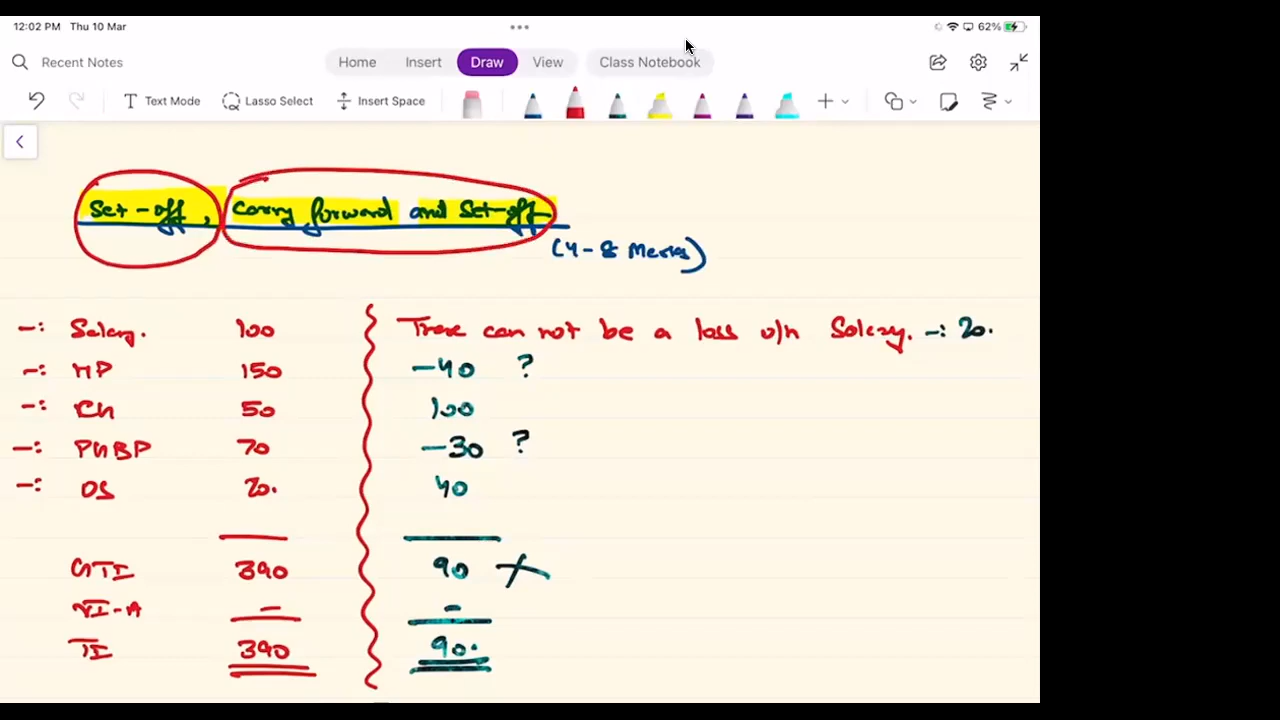 12:02 PM Thu 10 Mar 62%
Recent Notes Home Insert Draw View Class Notebook
Text Mode Lasso Select Insert Space
Set-off, Carry forward and Set-off
(4-8 Marks)
-: Salary. 100 There can not be a loss u/h Salary. -: 20.
-: HP 150 -40 ?
-: CG 50 100
-: PGBP 70 -30 ?
-: OS 20. 40
GTI 390 90 X
VI-A - -
TI 390 90.